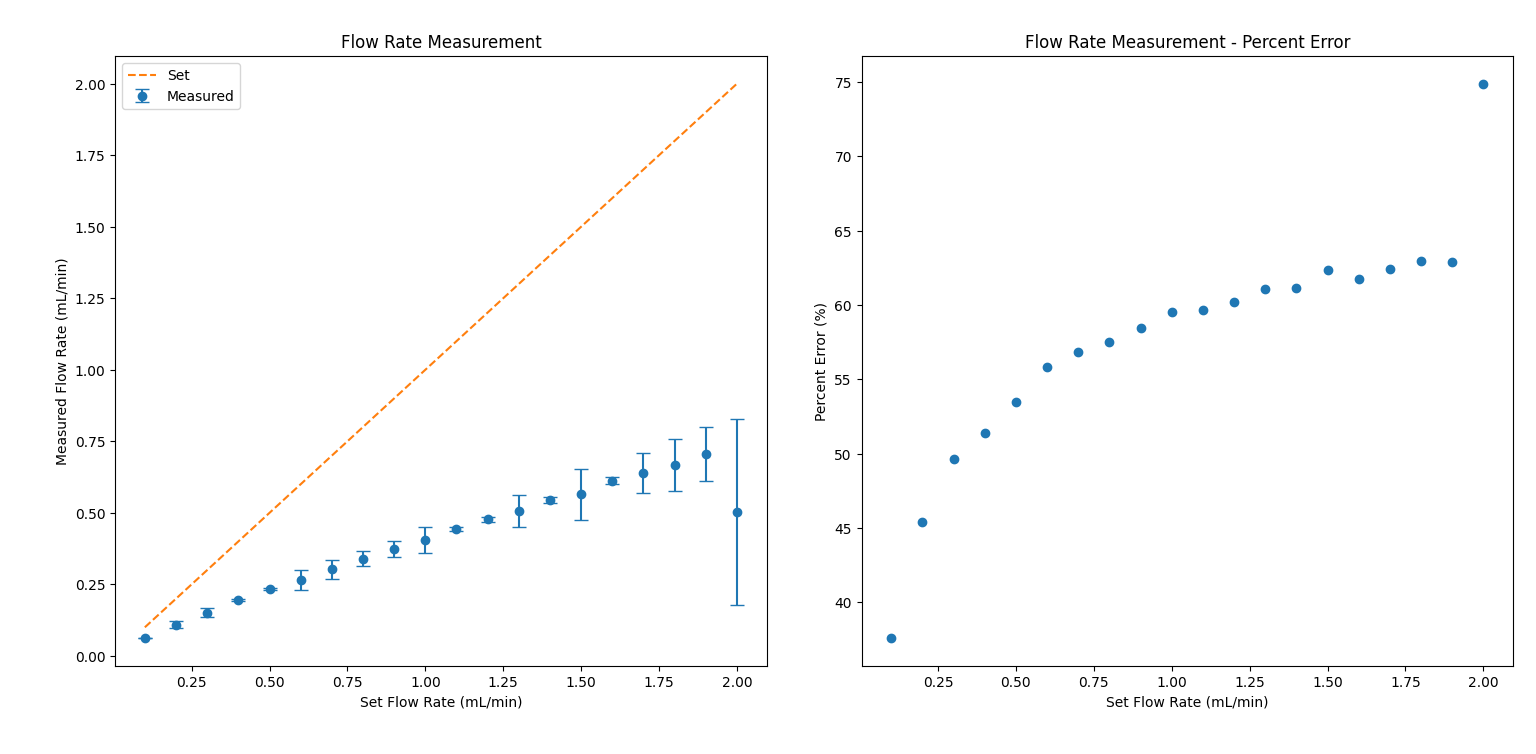 Flow Rate Measurement
Set
Measured
2.00
1.75
1.50
1.25
1.00
0.75
0.50
0.25
0.00
Measured Flow Rate (mL/min)
0.25 0.50 0.75 1.00 1.25 1.50 1.75 2.00
Set Flow Rate (mL/min)
Flow Rate Measurement - Percent Error
75
70
65
60
55
50
45
40
Percent Error (%)
0.25 0.50 0.75 1.00 1.25 1.50 1.75 2.00
Set Flow Rate (mL/min)